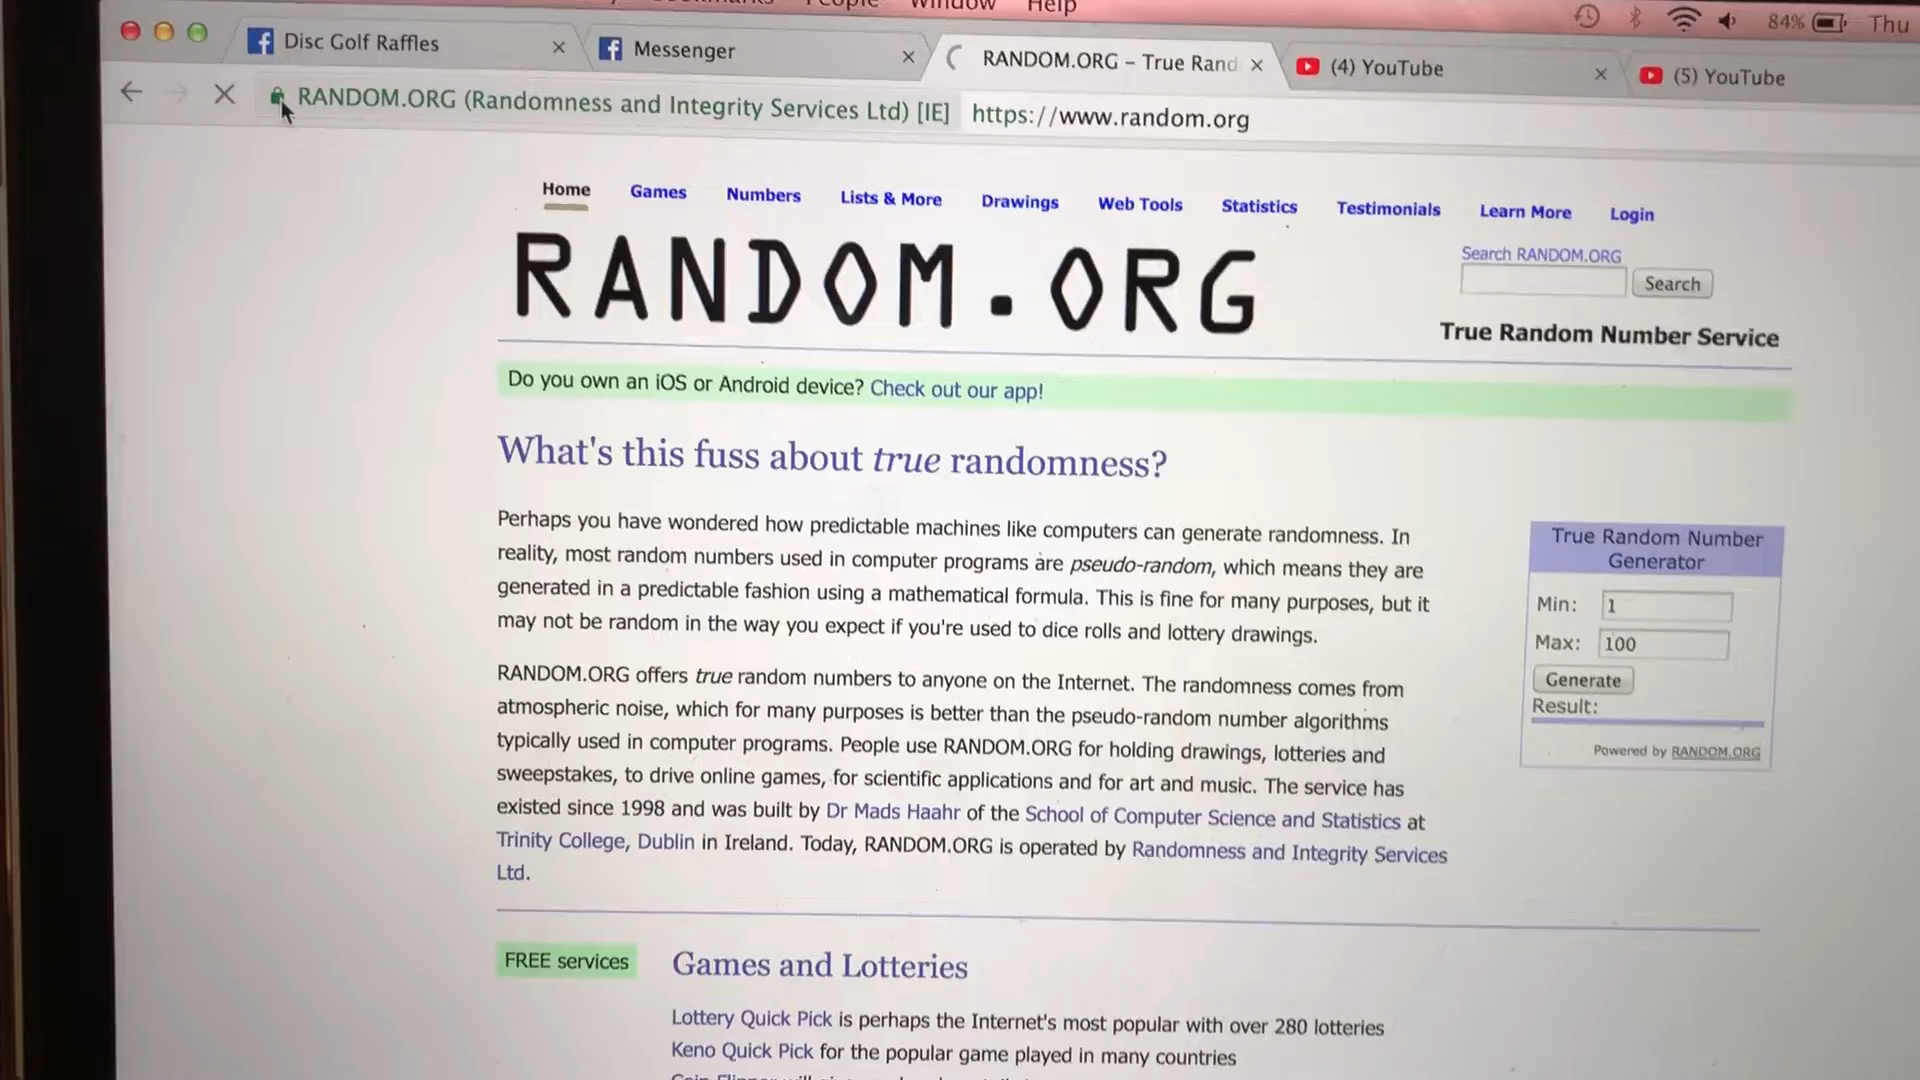 People Window Help
84% Thu
Disc Golf Raffles
Messenger
RANDOM.ORG – True Rand
(4) YouTube
(5) YouTube
RANDOM.ORG (Randomness and Integrity Services Ltd) [IE] https://www.random.org
Home Games Numbers Lists & More Drawings Web Tools Statistics Testimonials Learn More Login
RANDOM.ORG
Search RANDOM.ORG
Search
True Random Number Service
Do you own an iOS or Android device? Check out our app!
What's this fuss about true randomness?
Perhaps you have wondered how predictable machines like computers can generate randomness. In
reality, most random numbers used in computer programs are pseudo-random, which means they are
generated in a predictable fashion using a mathematical formula. This is fine for many purposes, but it
may not be random in the way you expect if you're used to dice rolls and lottery drawings.
RANDOM.ORG offers true random numbers to anyone on the Internet. The randomness comes from
atmospheric noise, which for many purposes is better than the pseudo-random number algorithms
typically used in computer programs. People use RANDOM.ORG for holding drawings, lotteries and
sweepstakes, to drive online games, for scientific applications and for art and music. The service has
existed since 1998 and was built by Dr Mads Haahr of the School of Computer Science and Statistics at
Trinity College, Dublin in Ireland. Today, RANDOM.ORG is operated by Randomness and Integrity Services
Ltd.
True Random Number
Generator
Min: 1
Max: 100
Generate
Result:
Powered by RANDOM.ORG
FREE services
Games and Lotteries
Lottery Quick Pick is perhaps the Internet's most popular with over 280 lotteries
Keno Quick Pick for the popular game played in many countries